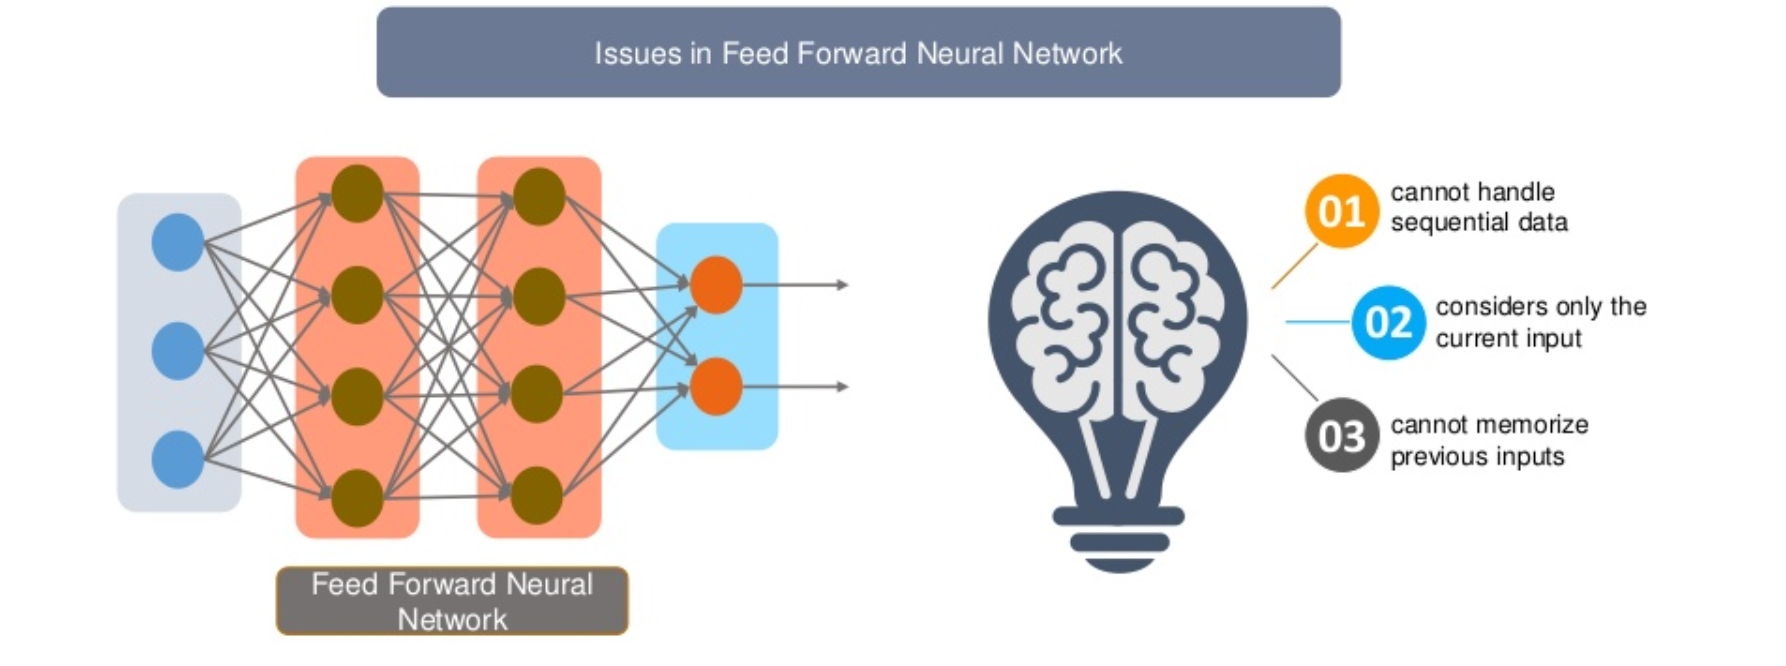 Issues in Feed Forward Neural Network
01
cannot handle
sequential data
02
considers only the
current input
03
cannot memorize
previous inputs
Feed Forward Neural
Network